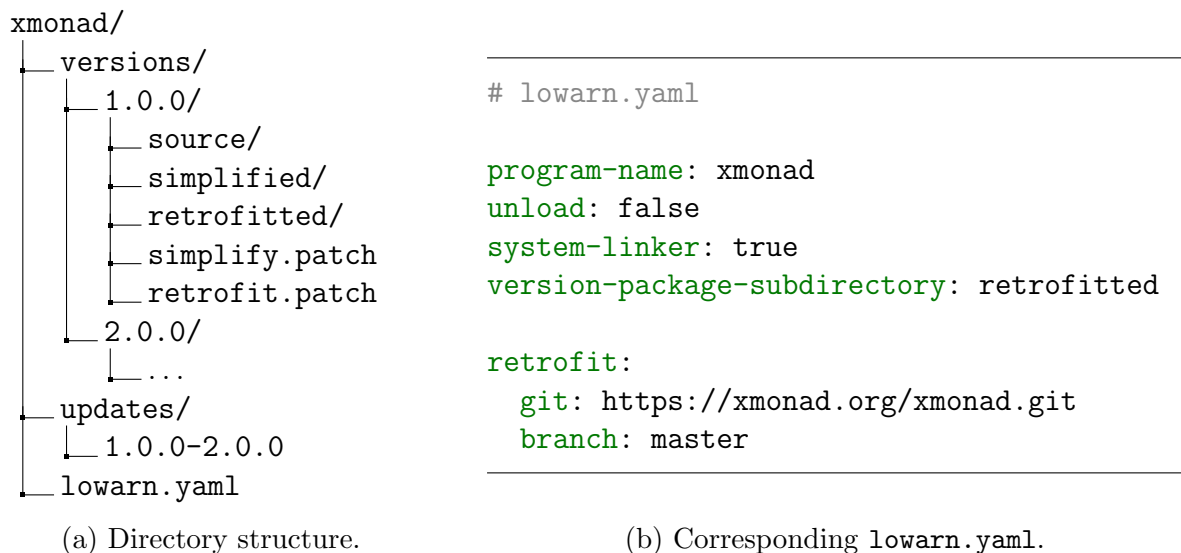 xmonad/
versions/
1.0.0/
source/
simplified/
retrofitted/
simplify.patch
retrofit.patch
2.0.0/
...
updates/
1.0.0-2.0.0
lowarn.yaml
(a) Directory structure.
# lowarn.yaml
program-name: xmonad
unload: false
system-linker: true
version-package-subdirectory: retrofitted
retrofit:
git: https://xmonad.org/xmonad.git
branch: master
(b) Corresponding lowarn.yaml.